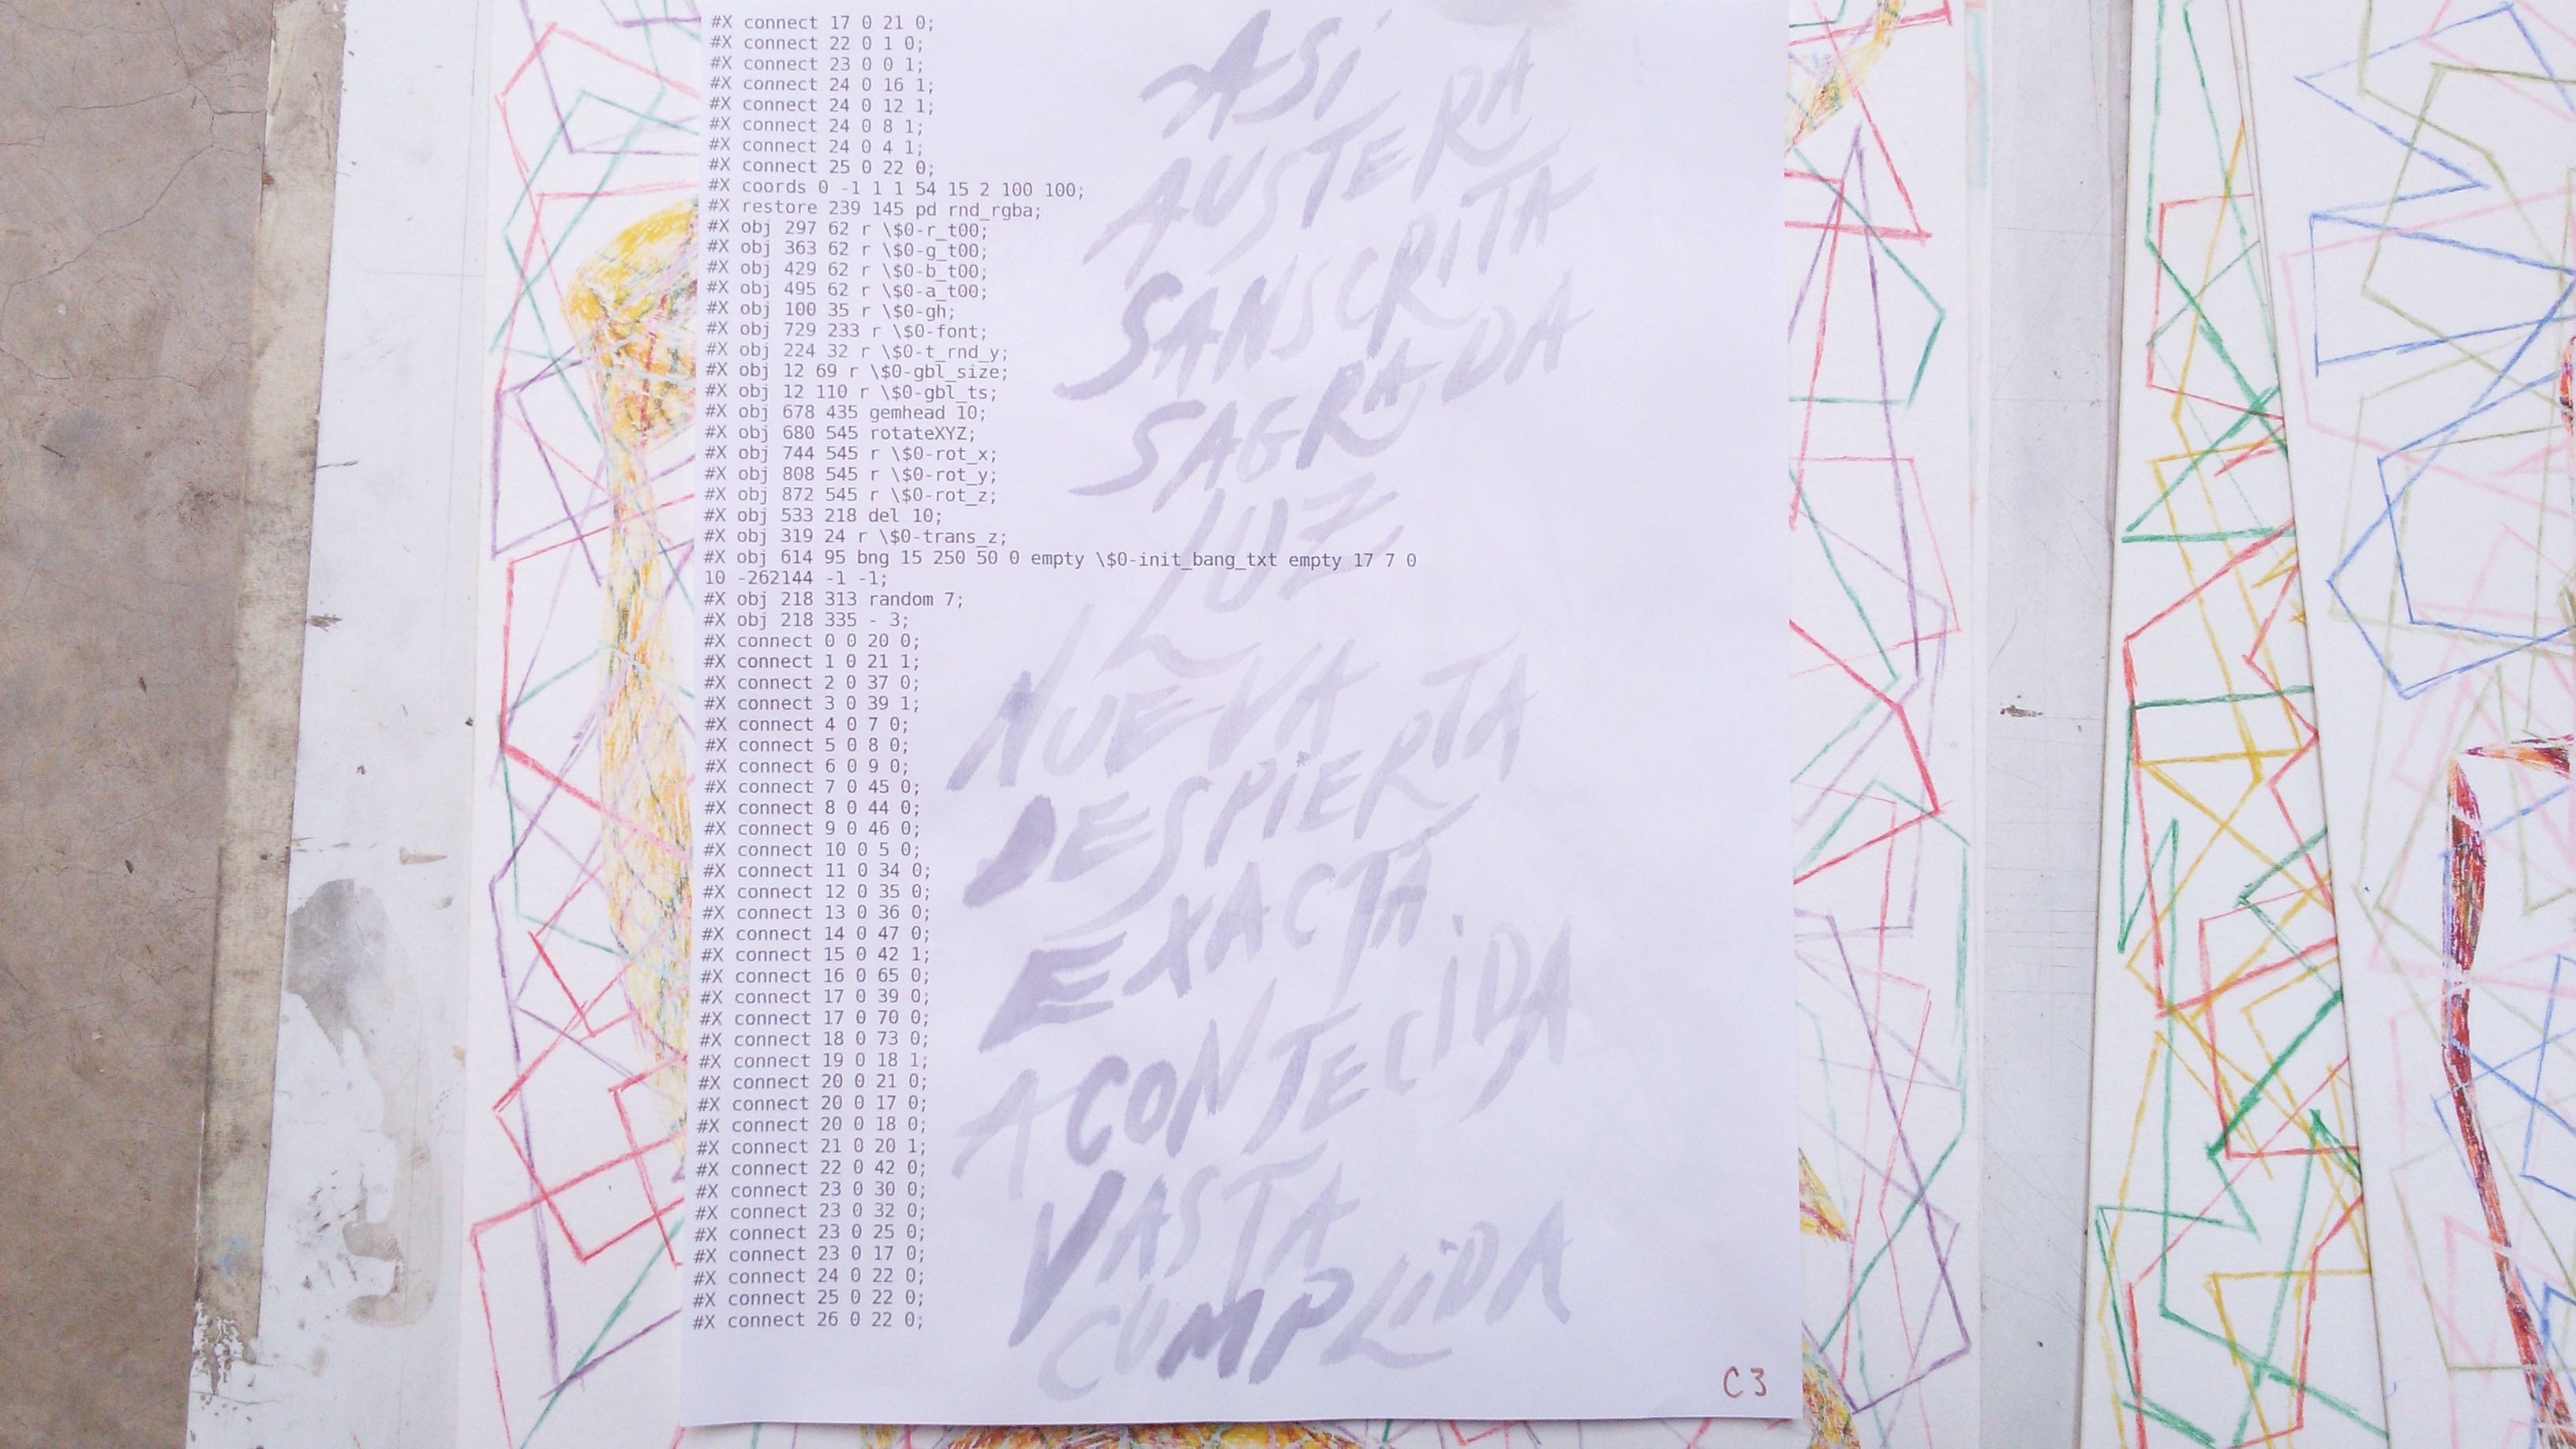 #X connect 17 0 21 0;
#X connect 22 0 1 0;
#X connect 23 0 0 1;
#X connect 24 0 16 1;
#X connect 24 0 12 1;
#X connect 24 0 8 1;
#X connect 24 0 4 1;
#X connect 25 0 22 0;
#X coords 0 -1 1 1 54 15 2 100 100;
#X restore 239 145 pd rnd_rgba;
#X obj 297 62 r \$0-r_t00;
#X obj 363 62 r \$0-g_t00;
#X obj 429 62 r \$0-b_t00;
#X obj 495 62 r \$0-a_t00;
#X obj 100 35 r \$0-gh;
#X obj 729 233 r \$0-font;
#X obj 224 32 r \$0-t_rnd_y;
#X obj 12 69 r \$0-gbl_size;
#X obj 12 110 r \$0-gbl_ts;
#X obj 678 435 gemhead 10;
#X obj 680 545 rotateXYZ;
#X obj 744 545 r \$0-rot_x;
#X obj 808 545 r \$0-rot_y;
#X obj 872 545 r \$0-rot_z;
#X obj 533 218 del 10;
#X obj 319 24 r \$0-trans_z;
#X obj 614 95 bng 15 250 50 0 empty \$0-init_bang_txt empty 17 7 0
10 -262144 -1 -1;
#X obj 218 313 random 7;
#X obj 218 335 - 3;
#X connect 0 0 20 0;
#X connect 1 0 21 1;
#X connect 2 0 37 0;
#X connect 3 0 39 1;
#X connect 4 0 7 0;
#X connect 5 0 8 0;
#X connect 6 0 9 0;
#X connect 7 0 45 0;
#X connect 8 0 44 0;
#X connect 9 0 46 0;
#X connect 10 0 5 0;
#X connect 11 0 34 0;
#X connect 12 0 35 0;
#X connect 13 0 36 0;
#X connect 14 0 47 0;
#X connect 15 0 42 1;
#X connect 16 0 65 0;
#X connect 17 0 39 0;
#X connect 17 0 70 0;
#X connect 18 0 73 0;
#X connect 19 0 18 1;
#X connect 20 0 21 0;
#X connect 20 0 17 0;
#X connect 20 0 18 0;
#X connect 21 0 20 1;
#X connect 22 0 42 0;
#X connect 23 0 30 0;
#X connect 23 0 32 0;
#X connect 23 0 25 0;
#X connect 23 0 17 0;
#X connect 24 0 22 0;
#X connect 25 0 22 0;
#X connect 26 0 22 0;
ASi
AUSTERA
SANSCRiTA
SAGRADA
LUZ
NUEVA
DESPiERTA
EXACTA
ACONTECiDA
VASTA
CUMPLiDA
C3